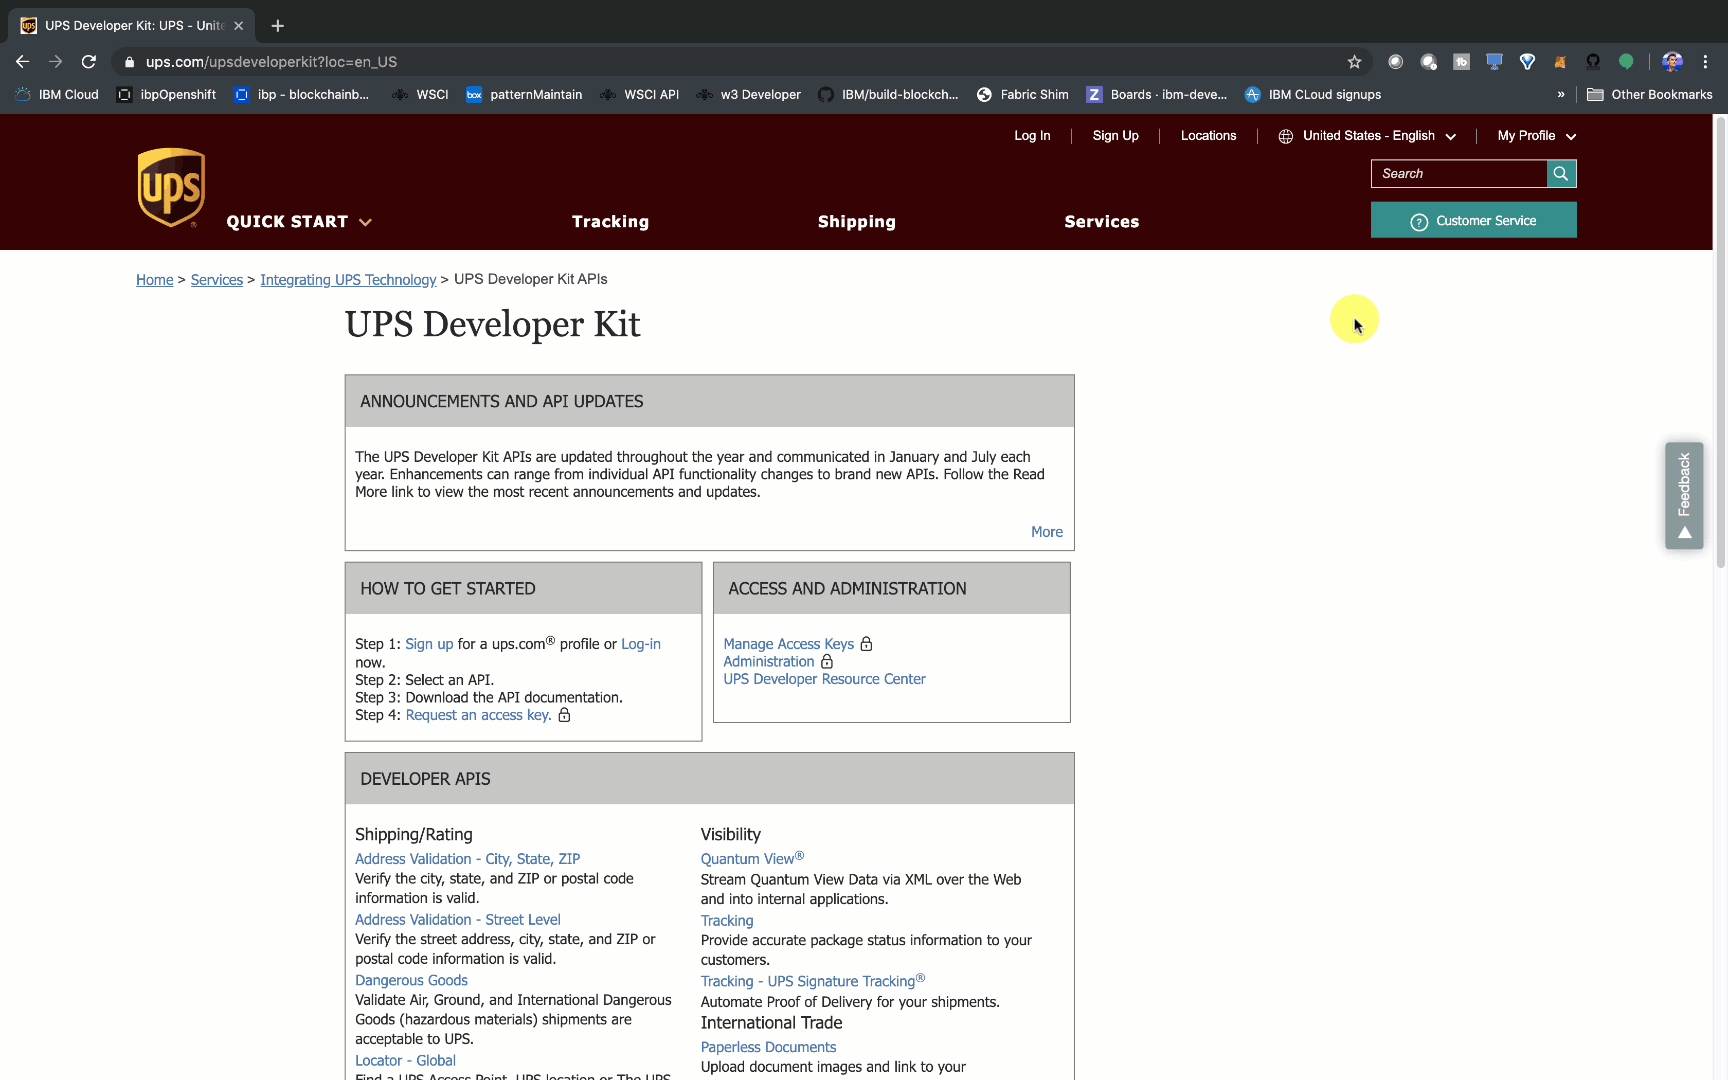 UPS Developer Kit: UPS - Unite
ups.com/upsdeveloperkit?loc=en_US
IBM Cloud
ibpOpenshift
ibp - blockchainb...
WSCI
box
patternMaintain
WSCI API
w3 Developer
IBM/build-blockch...
Fabric Shim
Z
Boards · ibm-deve...
IBM CLoud signups
»
Other Bookmarks
Log In
Sign Up
Locations
United States - English
My Profile
Search
ups
QUICK START
Tracking
Shipping
Services
? Customer Service
Home > Services > Integrating UPS Technology > UPS Developer Kit APIs
UPS Developer Kit
ANNOUNCEMENTS AND API UPDATES
The UPS Developer Kit APIs are updated throughout the year and communicated in January and July each
year. Enhancements can range from individual API functionality changes to brand new APIs. Follow the Read
More link to view the most recent announcements and updates.
More
Feedback
HOW TO GET STARTED
Step 1: Sign up for a ups.com® profile or Log-in
now.
Step 2: Select an API.
Step 3: Download the API documentation.
Step 4: Request an access key.
ACCESS AND ADMINISTRATION
Manage Access Keys
Administration
UPS Developer Resource Center
DEVELOPER APIS
Shipping/Rating
Address Validation - City, State, ZIP
Verify the city, state, and ZIP or postal code
information is valid.
Address Validation - Street Level
Verify the street address, city, state, and ZIP or
postal code information is valid.
Dangerous Goods
Validate Air, Ground, and International Dangerous
Goods (hazardous materials) shipments are
acceptable to UPS.
Locator - Global
Find a UPS Access Point, UPS location or The UPS
Visibility
Quantum View®
Stream Quantum View Data via XML over the Web
and into internal applications.
Tracking
Provide accurate package status information to your
customers.
Tracking - UPS Signature Tracking®
Automate Proof of Delivery for your shipments.
International Trade
Paperless Documents
Upload document images and link to your